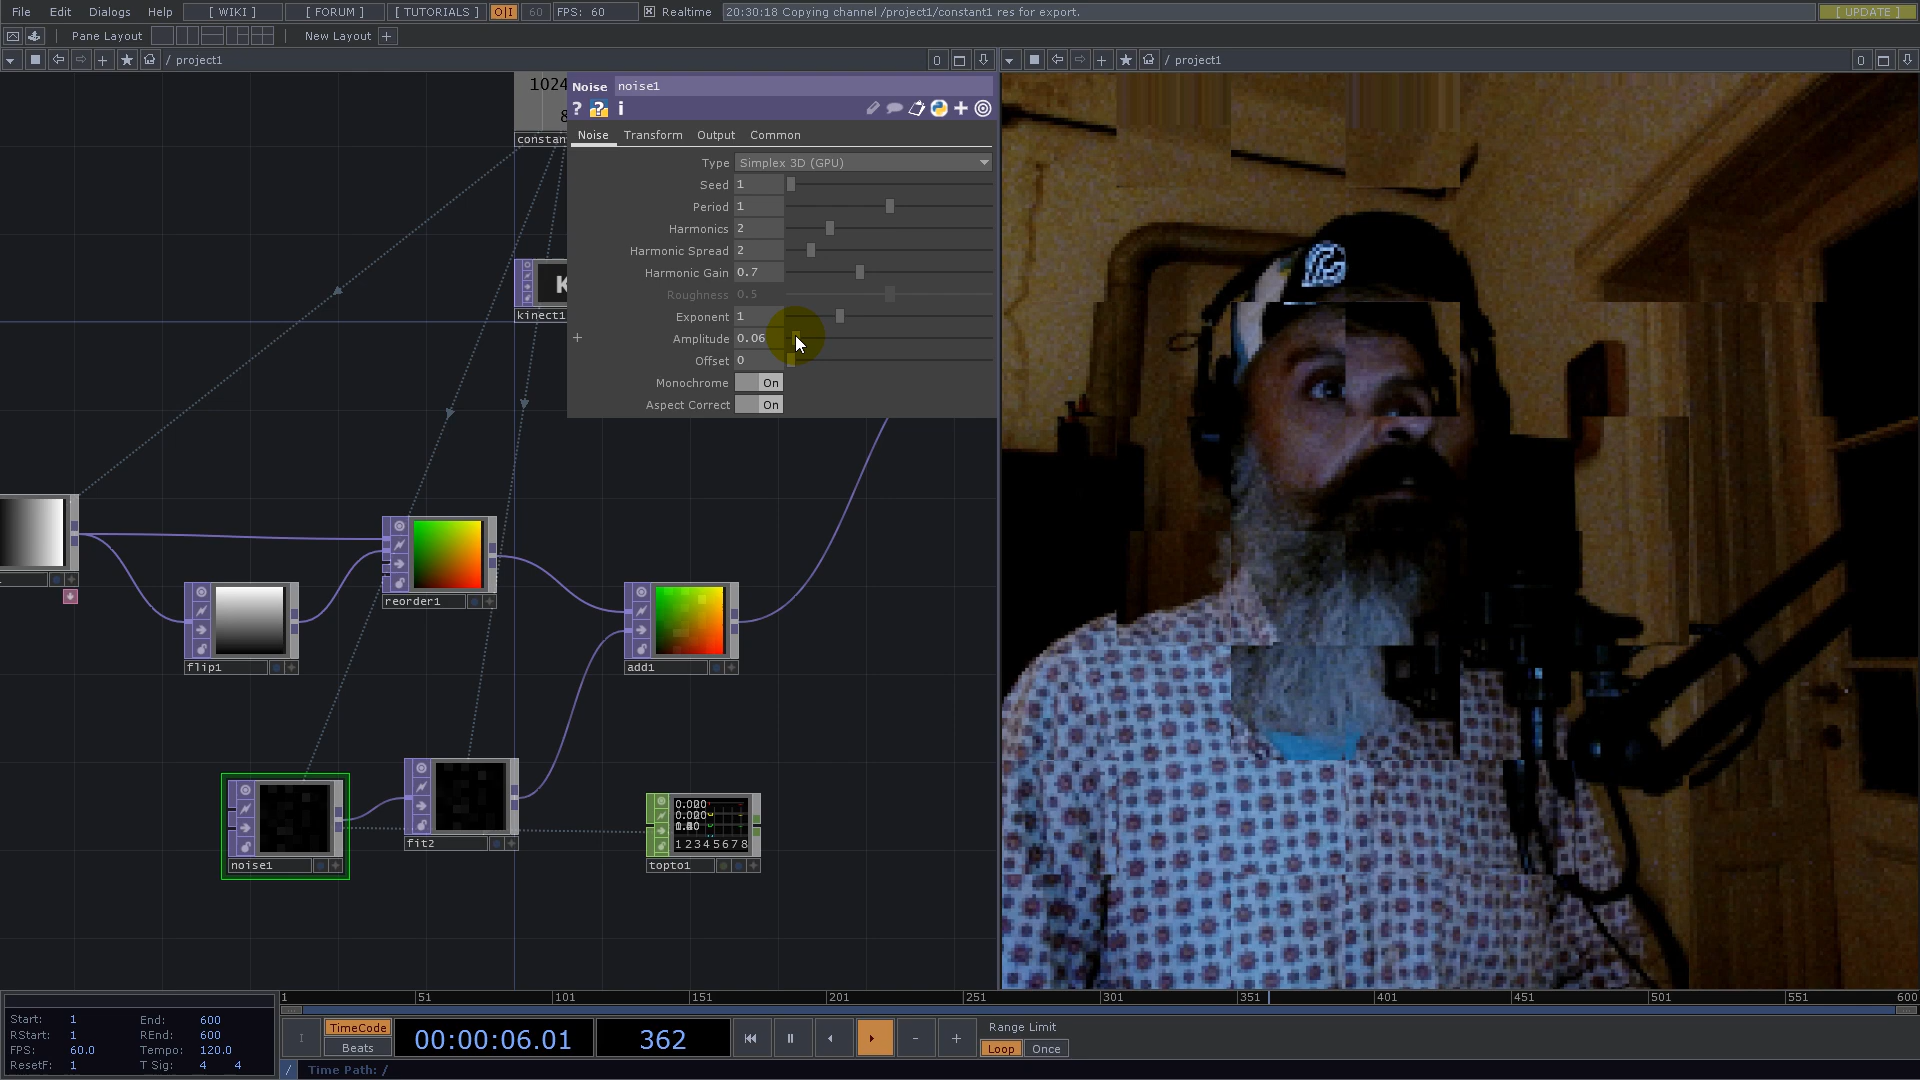 File Edit Dialogs Help [ WIKI ] [ FORUM ] [ TUTORIALS ] O|I 60 FPS: 60 Realtime 20:30:18 Copying channel /project1/constant1 res for export. [ UPDATE ]
Pane Layout New Layout +
/ project1 0
/ project1 0
1024
8
constan
K
kinect1
Noise noise1
? ? i
Noise Transform Output Common
Type Simplex 3D (GPU)
Seed 1
Period 1
Harmonics 2
Harmonic Spread 2
Harmonic Gain 0.7
Roughness 0.5
Exponent 1
+ Amplitude 0.06
Offset 0
Monochrome On
Aspect Correct On
reorder1
flip1
add1
noise1
fit2
0.020
0.020
12345678
topto1
1 51 101 151 201 251 301 351 401 451 501 551 600
Start: 1 End: 600
RStart: 1 REnd: 600
FPS: 60.0 Tempo: 120.0
ResetF: 1 T Sig: 4 4
TimeCode
Beats
00:00:06.01
362
- +
Range Limit
Loop Once
/ Time Path: /